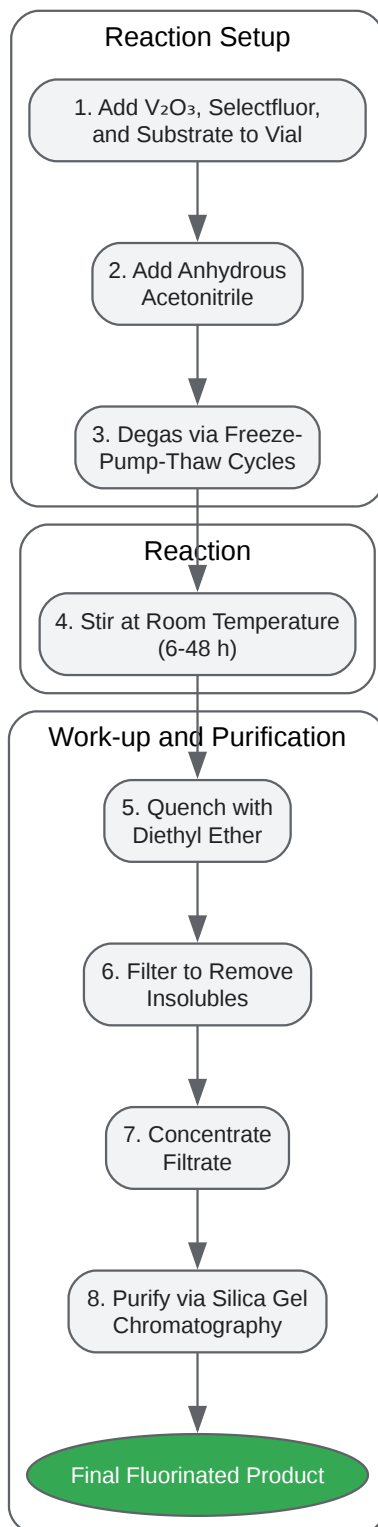 Reaction Setup
1. Add V₂O₃, Selectfluor,
and Substrate to Vial
2. Add Anhydrous
Acetonitrile
3. Degas via Freeze-
Pump-Thaw Cycles
Reaction
4. Stir at Room Temperature
(6-48 h)
Work-up and Purification
5. Quench with
Diethyl Ether
6. Filter to Remove
Insolubles
7. Concentrate
Filtrate
8. Purify via Silica Gel
Chromatography
Final Fluorinated Product